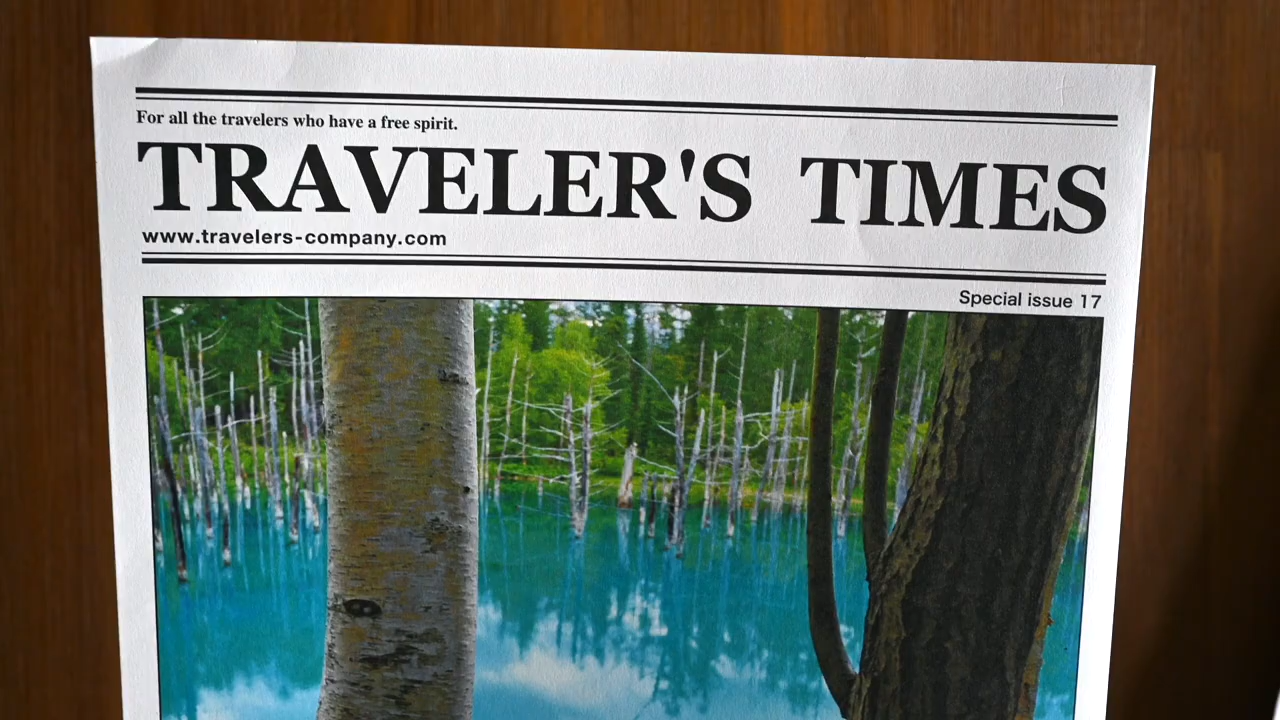 For all the travelers who have a free spirit.
TRAVELER'S TIMES
www.travelers-company.com
Special issue 17